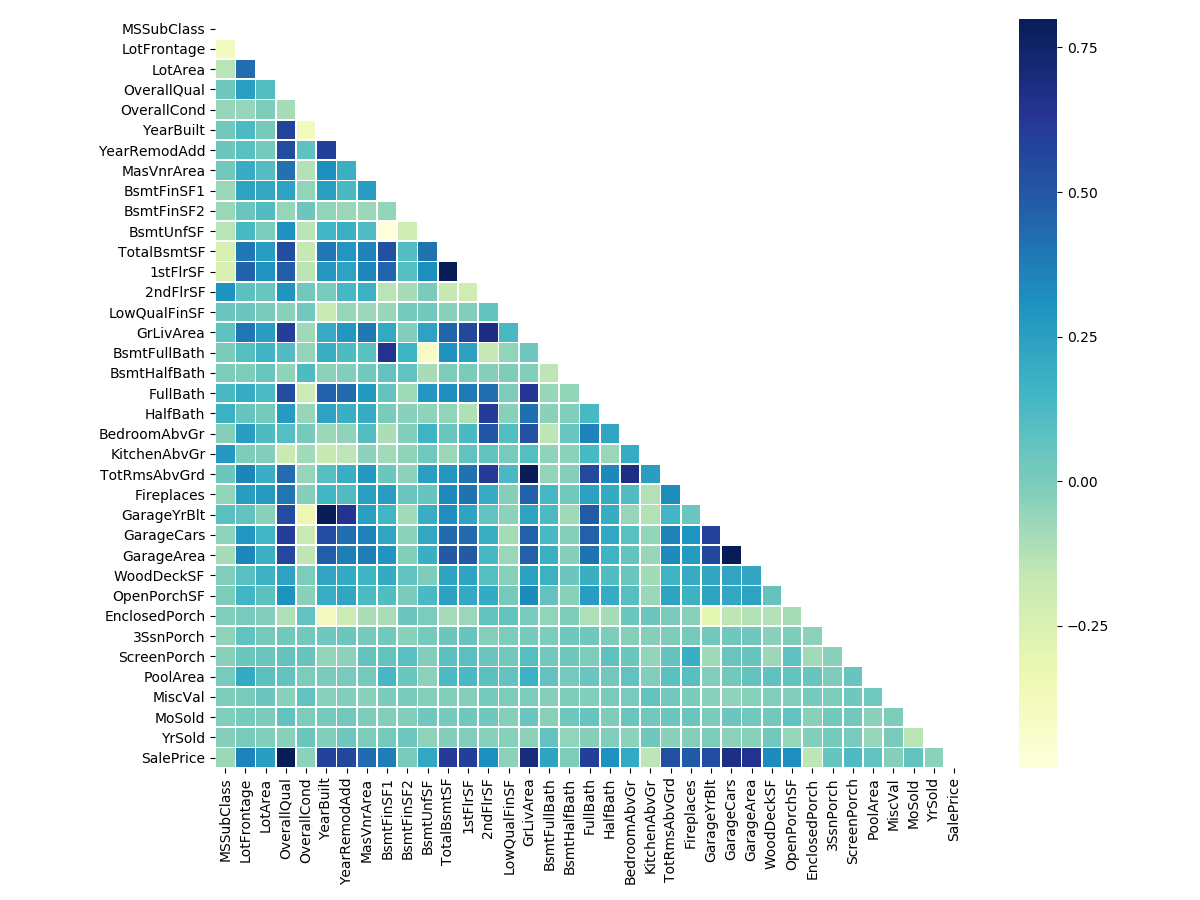 MSSubClass
LotFrontage
LotArea
OverallQual
OverallCond
YearBuilt
YearRemodAdd
MasVnrArea
BsmtFinSF1
BsmtFinSF2
BsmtUnfSF
TotalBsmtSF
1stFlrSF
2ndFlrSF
LowQualFinSF
GrLivArea
BsmtFullBath
BsmtHalfBath
FullBath
HalfBath
BedroomAbvGr
KitchenAbvGr
TotRmsAbvGrd
Fireplaces
GarageYrBlt
GarageCars
GarageArea
WoodDeckSF
OpenPorchSF
EnclosedPorch
3SsnPorch
ScreenPorch
PoolArea
MiscVal
MoSold
YrSold
SalePrice
MSSubClass
LotFrontage
LotArea
OverallQual
OverallCond
YearBuilt
YearRemodAdd
MasVnrArea
BsmtFinSF1
BsmtFinSF2
BsmtUnfSF
TotalBsmtSF
1stFlrSF
2ndFlrSF
LowQualFinSF
GrLivArea
BsmtFullBath
BsmtHalfBath
FullBath
HalfBath
BedroomAbvGr
KitchenAbvGr
TotRmsAbvGrd
Fireplaces
GarageYrBlt
GarageCars
GarageArea
WoodDeckSF
OpenPorchSF
EnclosedPorch
3SsnPorch
ScreenPorch
PoolArea
MiscVal
MoSold
YrSold
SalePrice
0.75
0.50
0.25
0.00
−0.25